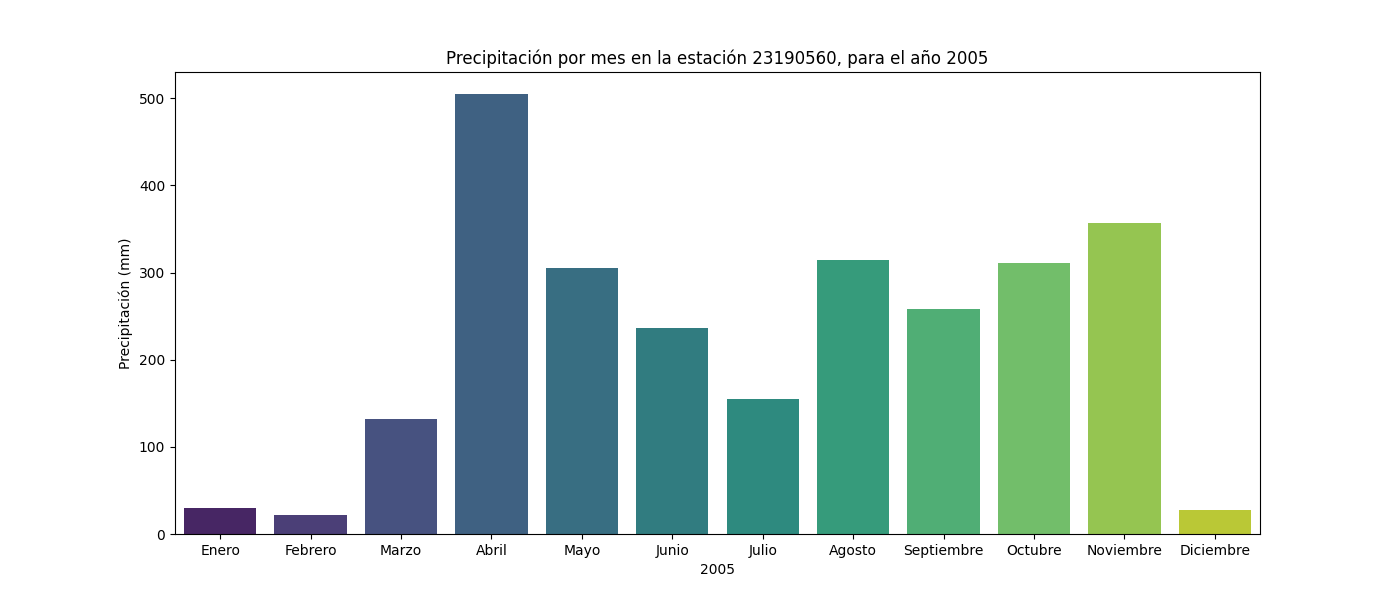 Precipitación por mes en la estación 23190560, para el año 2005
Precipitación (mm)
500
400
300
200
100
0
Enero Febrero Marzo Abril Mayo Junio Julio Agosto Septiembre Octubre Noviembre Diciembre
2005